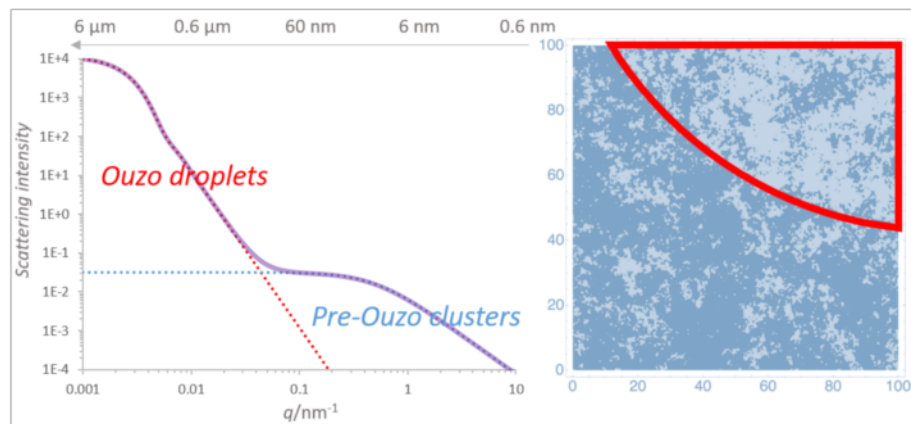 6 μm 0.6 μm 60 nm 6 nm 0.6 nm
1E+4
1E+3
1E+2
1E+1
1E+0
1E-1
1E-2
1E-3
1E-4
Scattering intensity
Ouzo droplets
Pre-Ouzo clusters
0.001 0.01 0.1 1 10
q/nm⁻¹
100
80
60
40
20
0
0 20 40 60 80 100